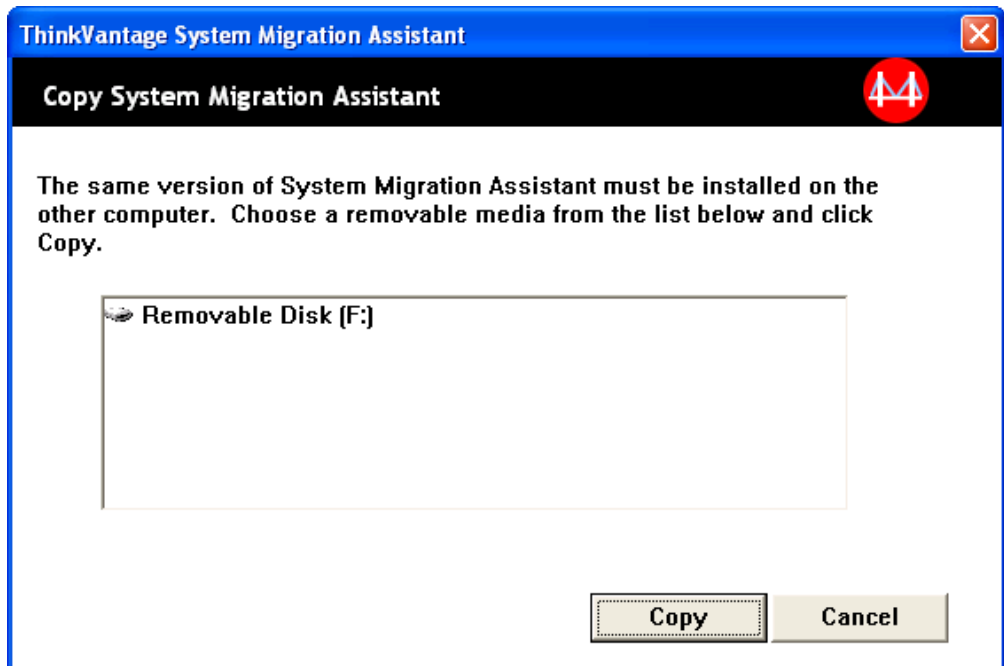 ThinkVantage System Migration Assistant
Copy System Migration Assistant
The same version of System Migration Assistant must be installed on the
other computer.  Choose a removable media from the list below and click
Copy.
Removable Disk (F:)
Copy
Cancel